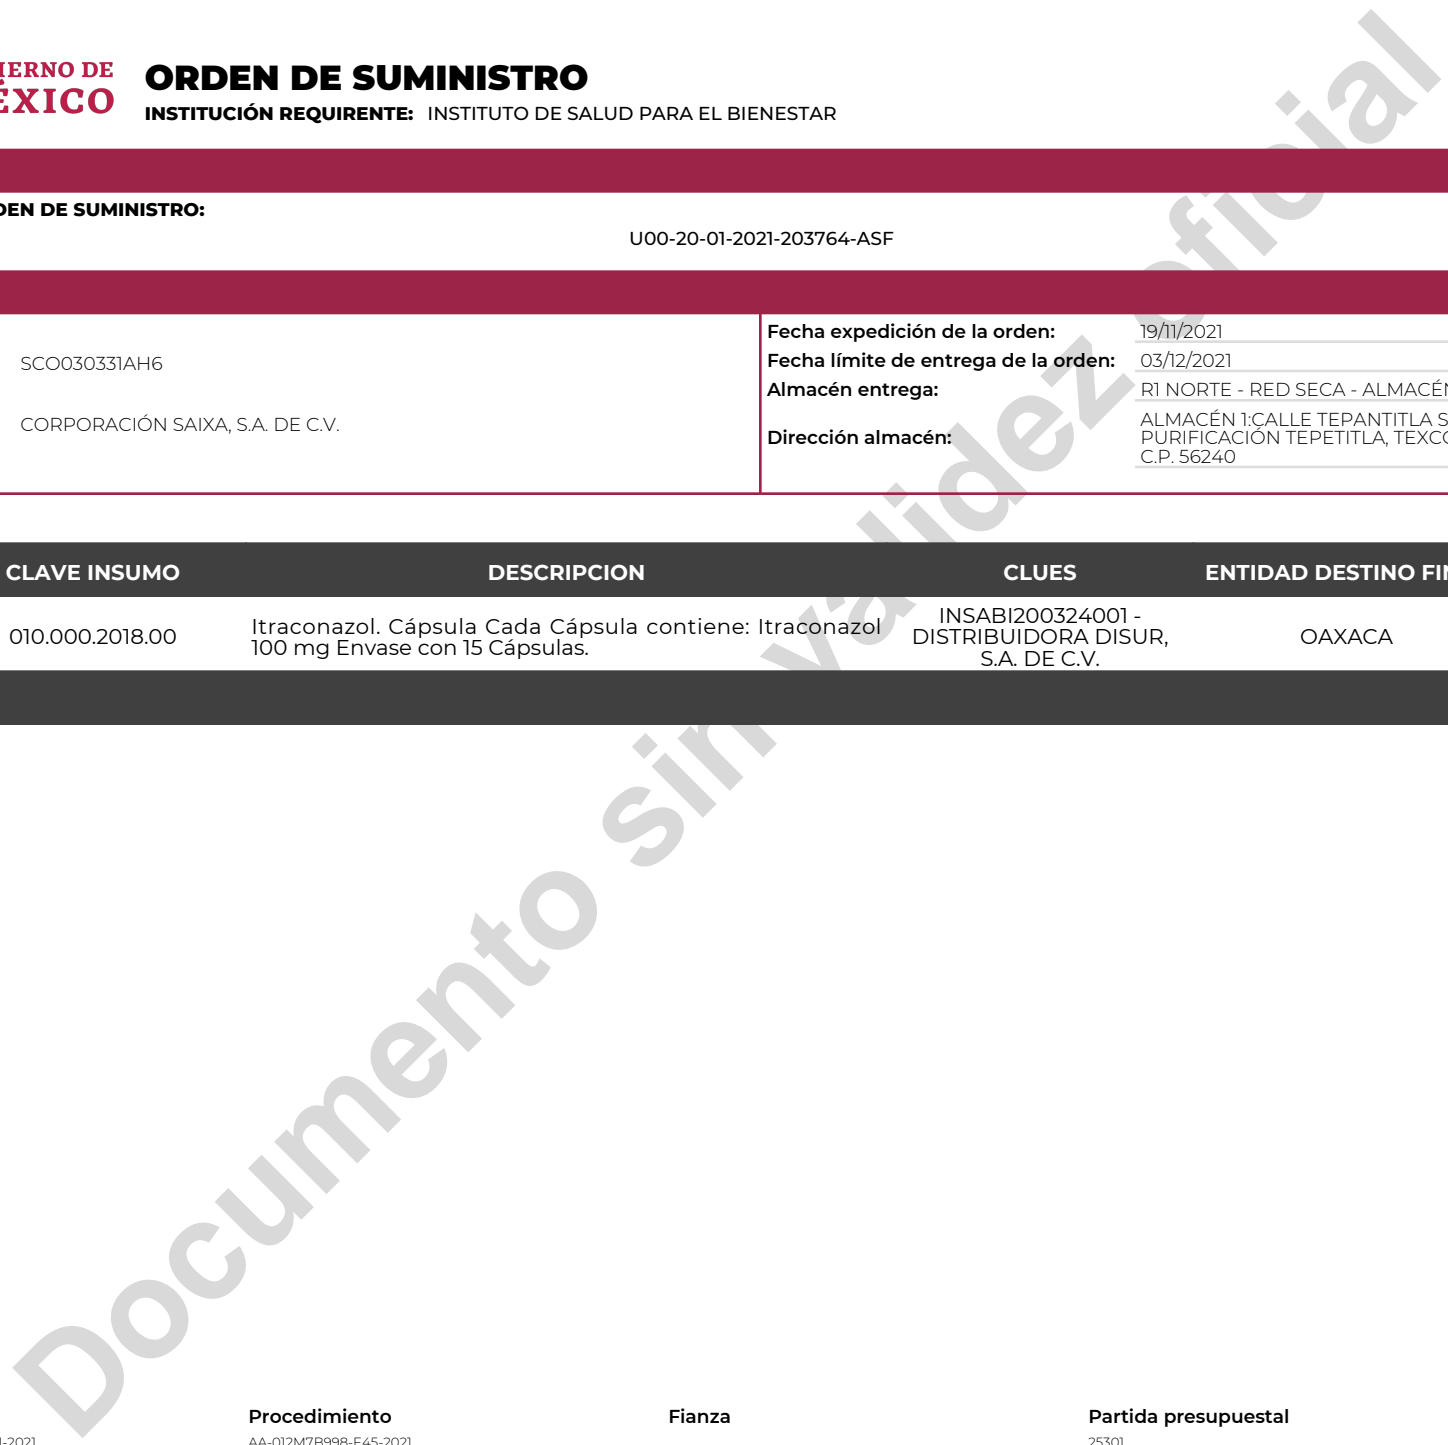 ORDEN DE SUMINISTRO
INSTITUCIÓN REQUIRENTE: INSTITUTO DE SALUD PARA EL BIENESTAR
IERNO DE
ÉXICO
DEN DE SUMINISTRO:
U00-20-01-2021-203764-ASF
SCO030331AH6
CORPORACIÓN SAIXA, S.A. DE C.V.
Fecha expedición de la orden: 19/11/2021
Fecha límite de entrega de la orden: 03/12/2021
Almacén entrega: R1 NORTE - RED SECA - ALMACÉN
Dirección almacén: ALMACÉN 1:CALLE TEPANTITLA S
PURIFICACIÓN TEPETITLA, TEXCO
C.P. 56240
CLAVE INSUMO DESCRIPCION CLUES ENTIDAD DESTINO FIN
010.000.2018.00
Itraconazol. Cápsula Cada Cápsula contiene: Itraconazol
100 mg Envase con 15 Cápsulas.
INSABI200324001 -
DISTRIBUIDORA DISUR,
S.A. DE C.V.
OAXACA
Documento sin validez oficial
Procedimiento Fianza Partida presupuestal
-2021 AA-012M7B998-E45-2021 25301